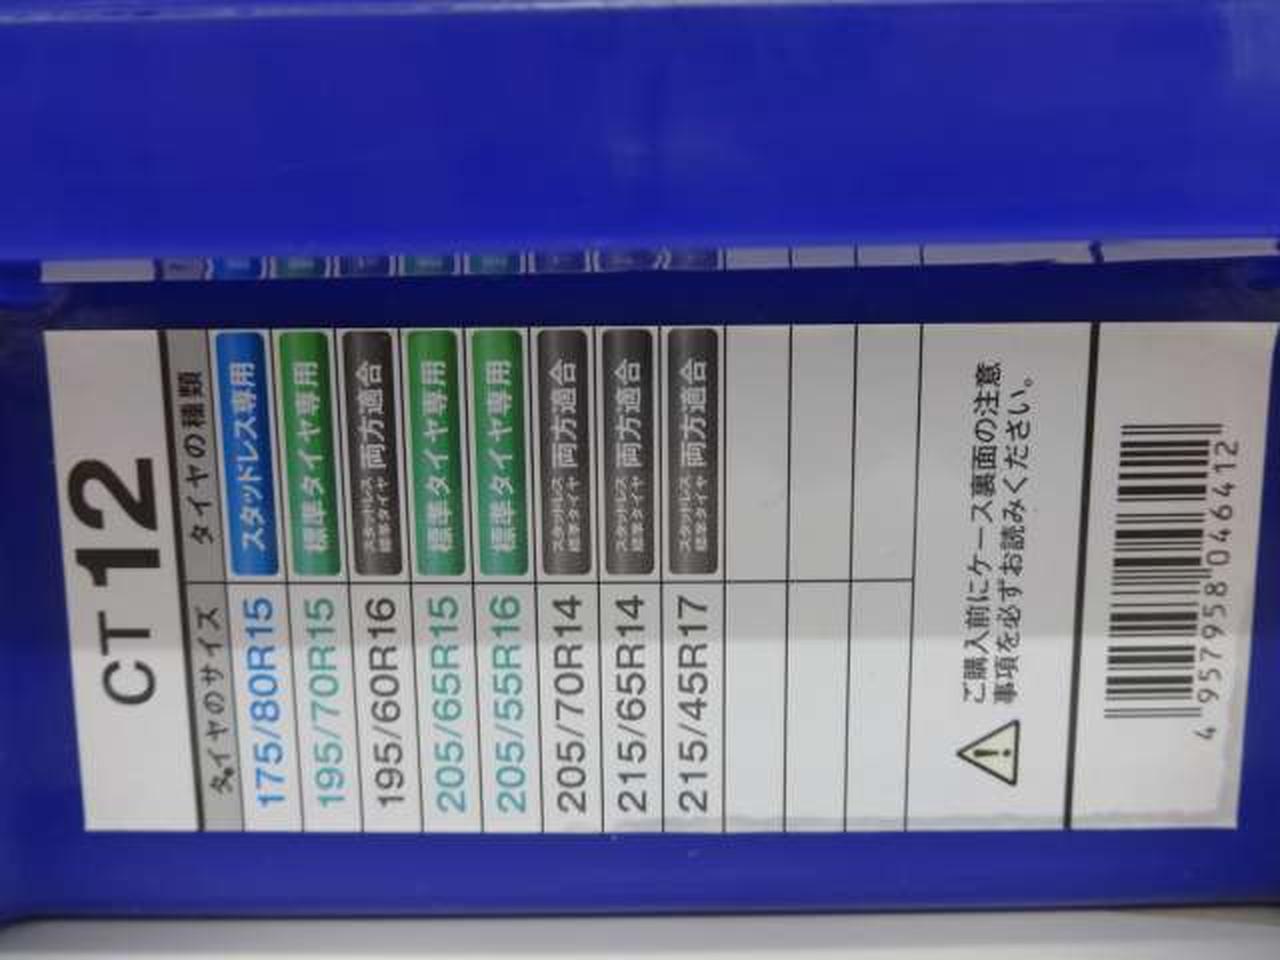 CT 12
タイヤのサイズ タイヤの種類
175/80R15 スタッドレス専用
195/70R15 標準タイヤ専用
195/60R16 スタッドレス 標準タイヤ 両方適合
205/65R15 標準タイヤ専用
205/55R16 標準タイヤ専用
205/70R14 スタッドレス 標準タイヤ 両方適合
215/65R14 スタッドレス 標準タイヤ 両方適合
215/45R17 スタッドレス 標準タイヤ 両方適合
ご購入前にケース裏面の注意
事項を必ずお読みください。
4 957958 046412